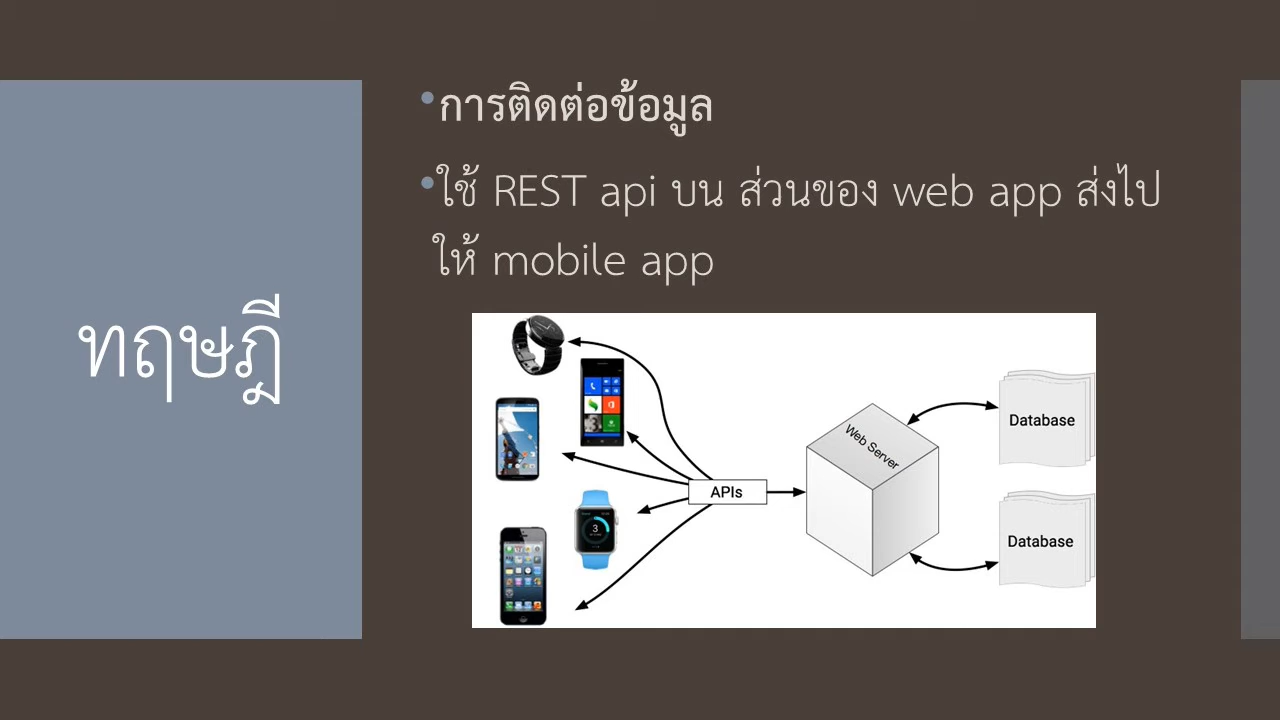 ทฤษฎี
การติดต่อข้อมูล
ใช้ REST api บน ส่วนของ web app ส่งไป
ให้ mobile app
APIs
Web Server
Database
Database
3